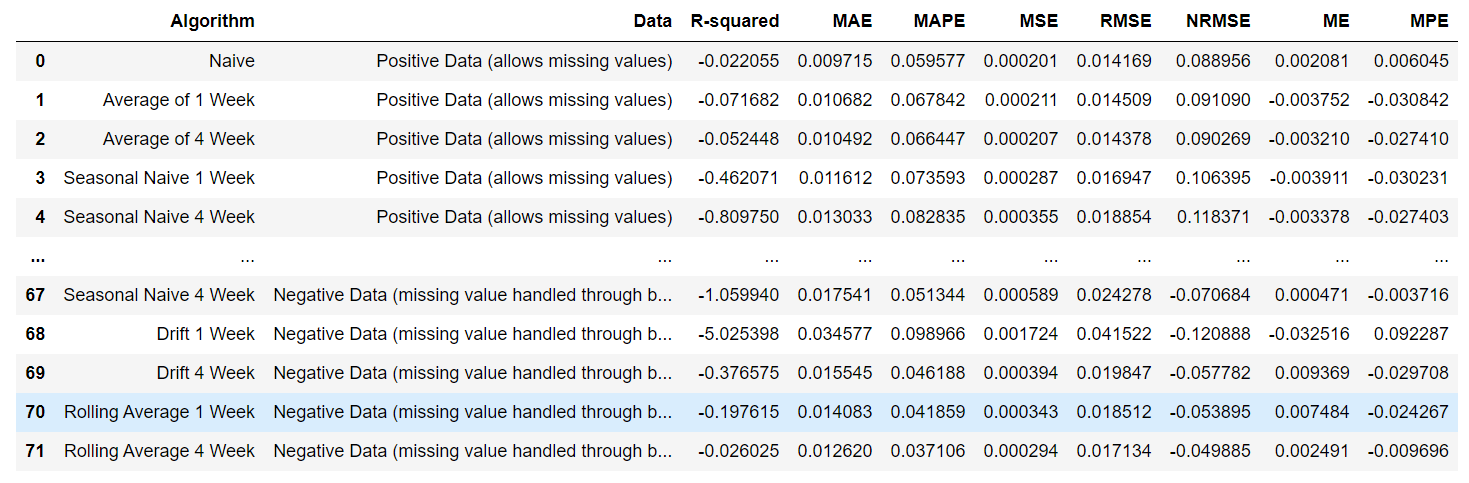 Algorithm Data R-squared MAE MAPE MSE RMSE NRMSE ME MPE
0 Naive Positive Data (allows missing values) -0.022055 0.009715 0.059577 0.000201 0.014169 0.088956 0.002081 0.006045
1 Average of 1 Week Positive Data (allows missing values) -0.071682 0.010682 0.067842 0.000211 0.014509 0.091090 -0.003752 -0.030842
2 Average of 4 Week Positive Data (allows missing values) -0.052448 0.010492 0.066447 0.000207 0.014378 0.090269 -0.003210 -0.027410
3 Seasonal Naive 1 Week Positive Data (allows missing values) -0.462071 0.011612 0.073593 0.000287 0.016947 0.106395 -0.003911 -0.030231
4 Seasonal Naive 4 Week Positive Data (allows missing values) -0.809750 0.013033 0.082835 0.000355 0.018854 0.118371 -0.003378 -0.027403
... ... ... ... ... ... ... ... ... ... ...
67 Seasonal Naive 4 Week Negative Data (missing value handled through b... -1.059940 0.017541 0.051344 0.000589 0.024278 -0.070684 0.000471 -0.003716
68 Drift 1 Week Negative Data (missing value handled through b... -5.025398 0.034577 0.098966 0.001724 0.041522 -0.120888 -0.032516 0.092287
69 Drift 4 Week Negative Data (missing value handled through b... -0.376575 0.015545 0.046188 0.000394 0.019847 -0.057782 0.009369 -0.029708
70 Rolling Average 1 Week Negative Data (missing value handled through b... -0.197615 0.014083 0.041859 0.000343 0.018512 -0.053895 0.007484 -0.024267
71 Rolling Average 4 Week Negative Data (missing value handled through b... -0.026025 0.012620 0.037106 0.000294 0.017134 -0.049885 0.002491 -0.009696